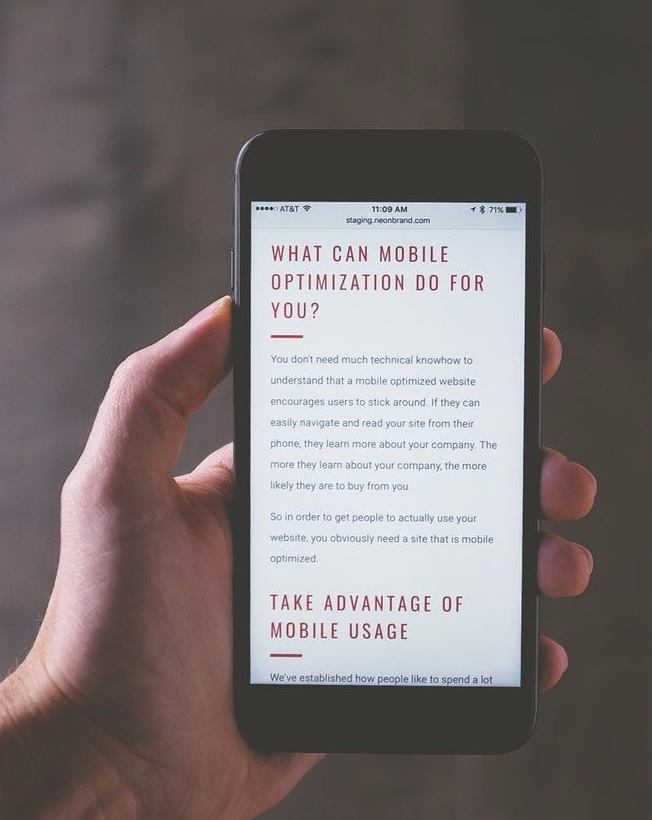 AT&T 11:09 AM 71%
staging.neonbrand.com
WHAT CAN MOBILE
OPTIMIZATION DO FOR
YOU?
You don't need much technical knowhow to
understand that a mobile optimized website
encourages users to stick around. If they can
easily navigate and read your site from their
phone, they learn more about your company. The
more they learn about your company, the more
likely they are to buy from you.
So in order to get people to actually use your
website, you obviously need a site that is mobile
optimized.
TAKE ADVANTAGE OF
MOBILE USAGE
We've established how people like to spend a lot